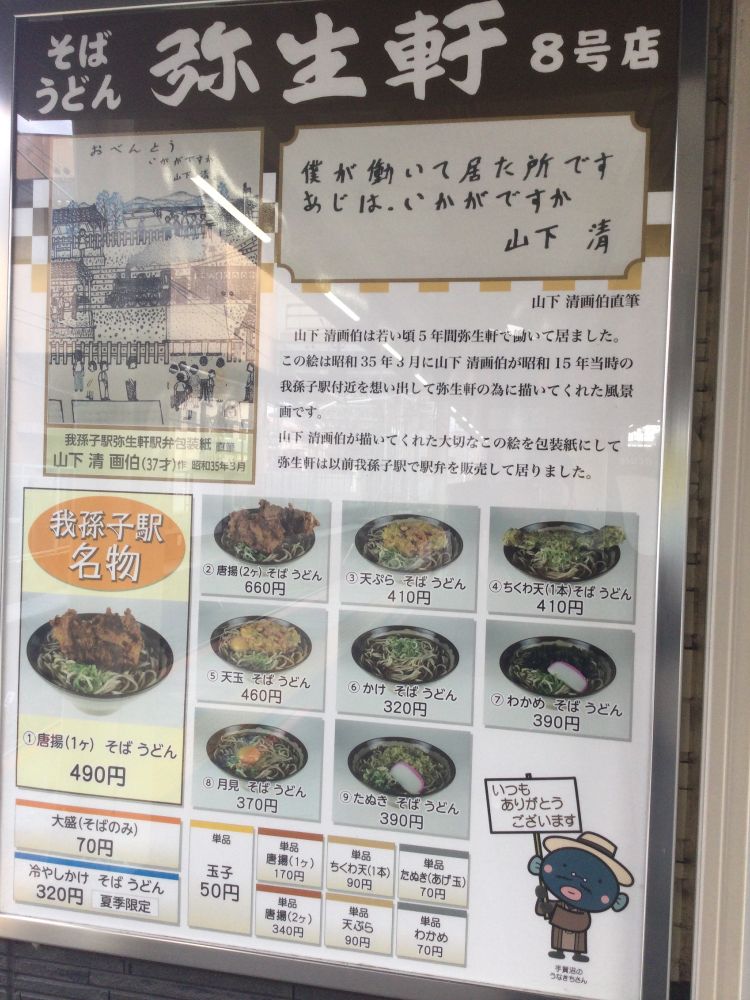 そば
うどん
弥生軒
8号店
おべんとう
いかがですか
山下 清
僕が働いて居た所です
あじは、いかがですか
山下 清
山下 清画伯直筆
山下 清画伯は若い頃5年間弥生軒で働いて居ました。
この絵は昭和35年3月に山下 清画伯が昭和15年当時の
我孫子駅付近を想い出して弥生軒の為に描いてくれた風景
画です。
山下 清画伯が描いてくれた大切なこの絵を包装紙にして
弥生軒は以前我孫子駅で駅弁を販売して居りました。
我孫子駅弥生軒駅弁包装紙 直筆
山下 清 画伯(37才)作 昭和35年3月
我孫子駅
名物
①唐揚(1ヶ) そば うどん
490円
②唐揚(2ヶ) そば うどん
660円
③天ぷら そば うどん
410円
④ちくわ天(1本)そば うどん
410円
⑤天玉 そば うどん
460円
⑥かけ そば うどん
320円
⑦わかめ そば うどん
390円
⑧月見 そば うどん
370円
⑨たぬき そば うどん
390円
大盛(そばのみ)
70円
冷やしかけ そば うどん
320円 夏季限定
単品
玉子
50円
単品
唐揚(1ヶ)
170円
単品
ちくわ天(1本)
90円
単品
たぬき(あげ玉)
70円
単品
唐揚(2ヶ)
340円
単品
天ぷら
90円
単品
わかめ
70円
いつも
ありがとう
ございます
手賀沼の
うなきちさん